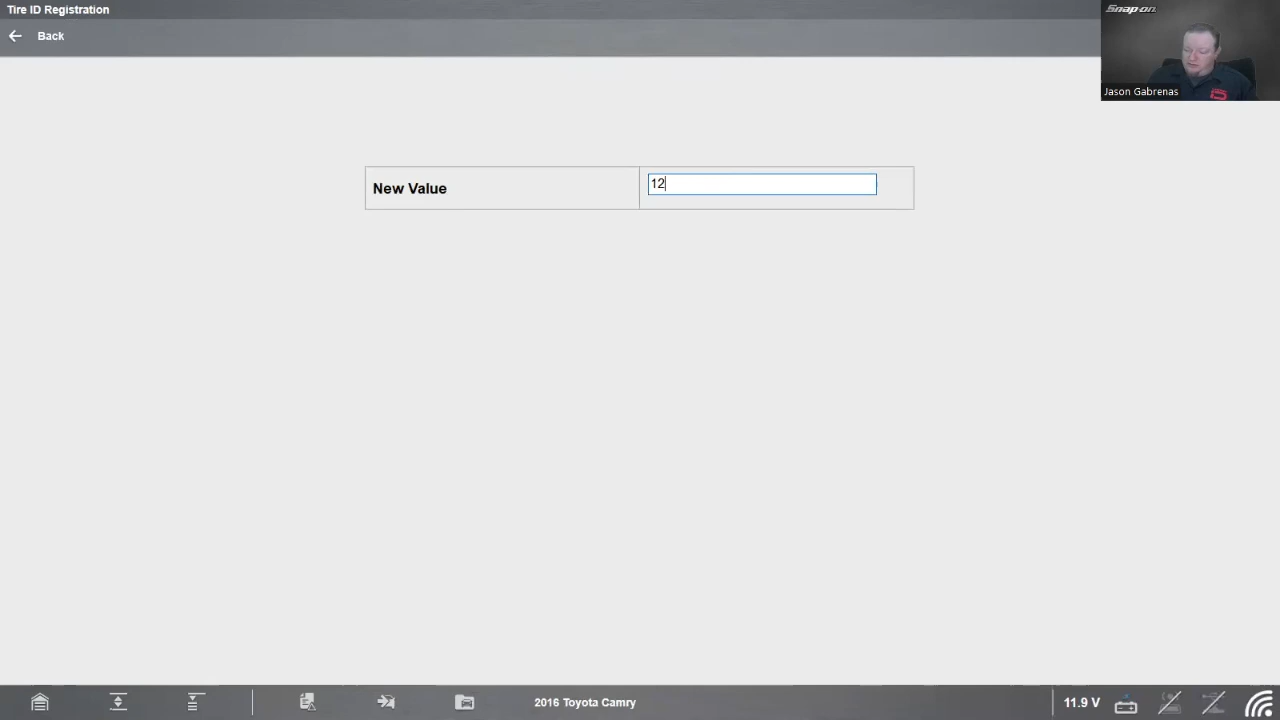 Tire ID Registration
Back
Snap-on
Jason Gabrenas
New Value
12
2016 Toyota Camry
11.9 V